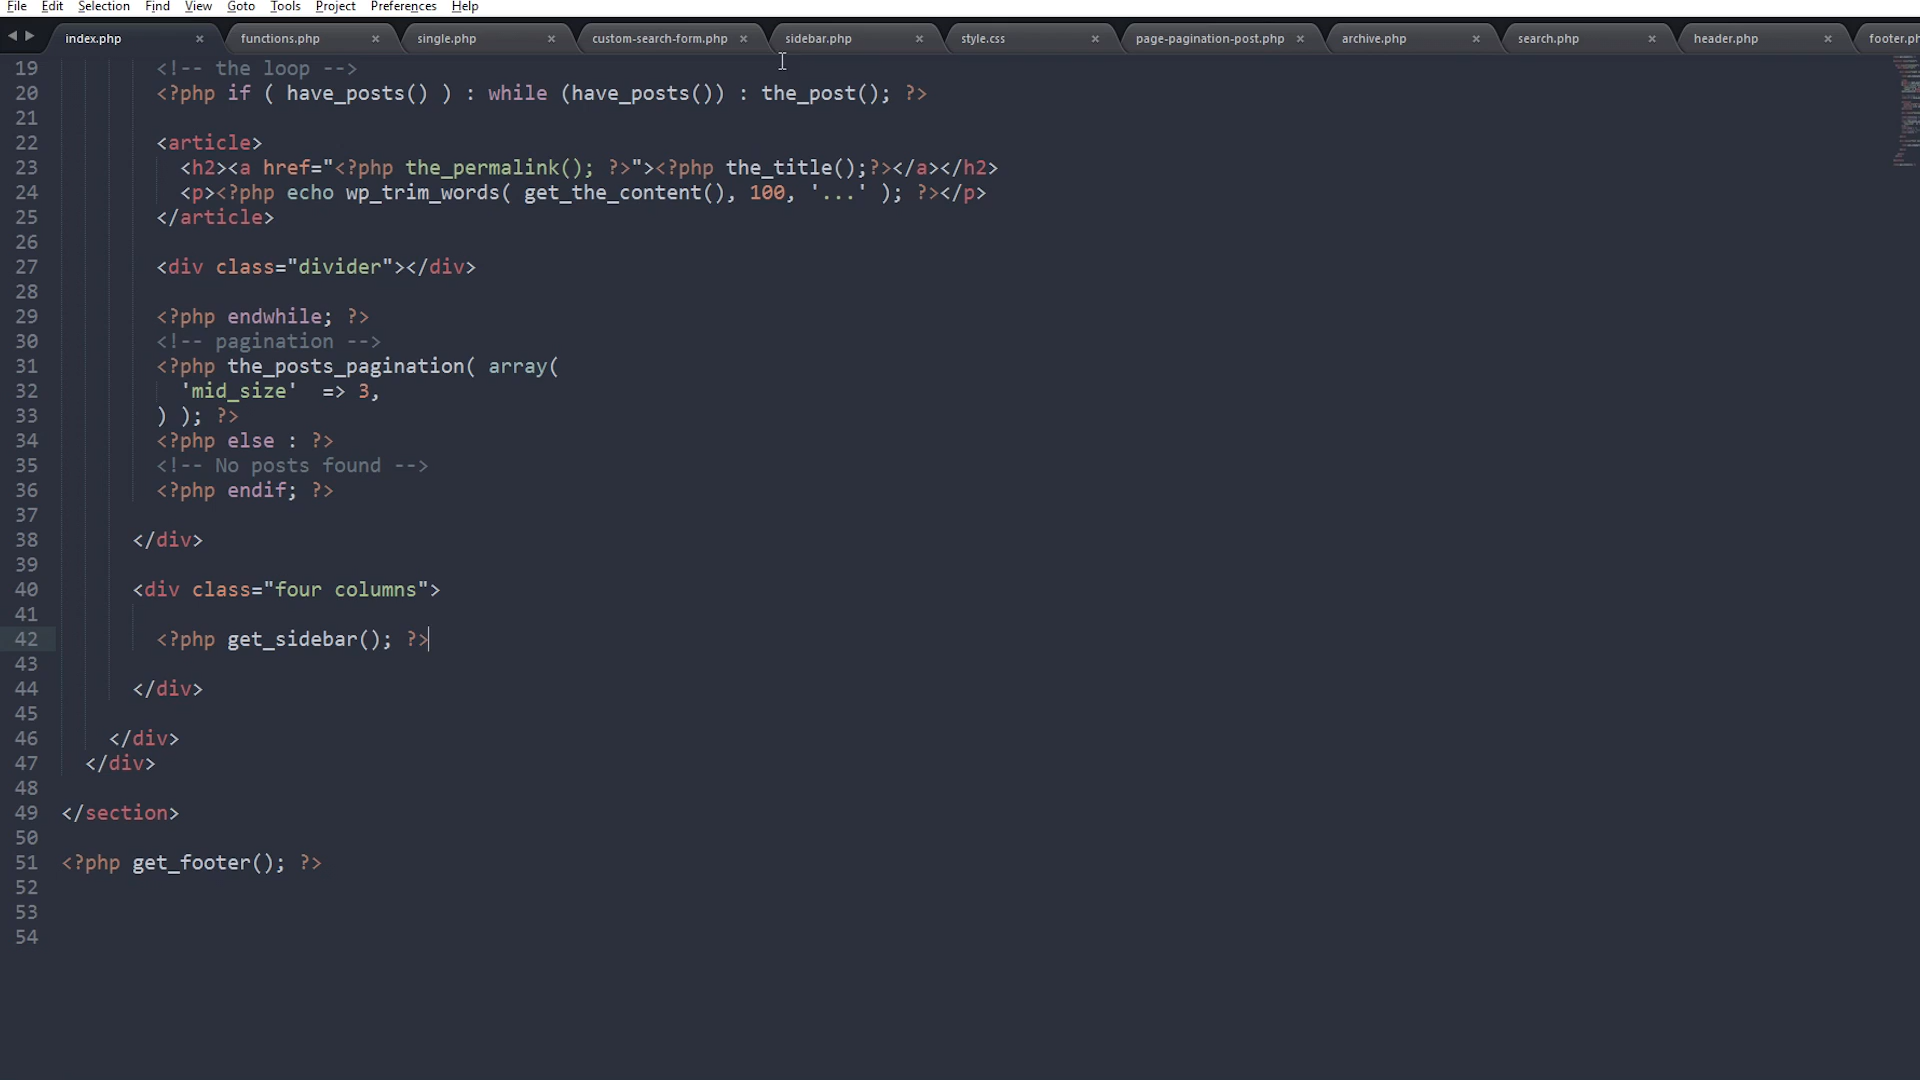 File Edit Selection Find View Goto Tools Project Preferences Help
index.php × functions.php × single.php × custom-search-form.php × sidebar.php × style.css × page-pagination-post.php × archive.php × search.php × header.php × footer.ph
19 <!-- the loop -->
20 <?php if ( have_posts() ) : while (have_posts()) : the_post(); ?>
21
22 <article>
23 <h2><a href="<?php the_permalink(); ?>"><?php the_title();?></a></h2>
24 <p><?php echo wp_trim_words( get_the_content(), 100, '...' ); ?></p>
25 </article>
26
27 <div class="divider"></div>
28
29 <?php endwhile; ?>
30 <!-- pagination -->
31 <?php the_posts_pagination( array(
32 'mid_size'  => 3,
33 ) ); ?>
34 <?php else : ?>
35 <!-- No posts found -->
36 <?php endif; ?>
37
38 </div>
39
40 <div class="four columns">
41
42 <?php get_sidebar(); ?>
43
44 </div>
45
46 </div>
47 </div>
48
49 </section>
50
51 <?php get_footer(); ?>
52
53
54